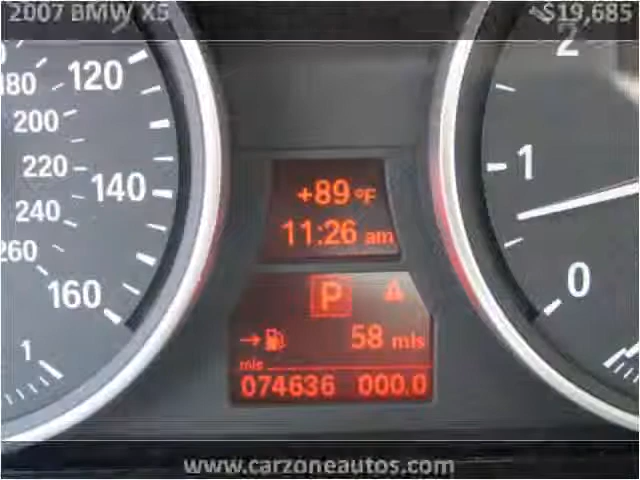 2007 BMW X5 $19,685
180 120
200
220 140
240
260 160
1
2
1
0
+89 °F
11:26 am
P
58 mls
mls
074636 000.0
www.carzoneautos.com